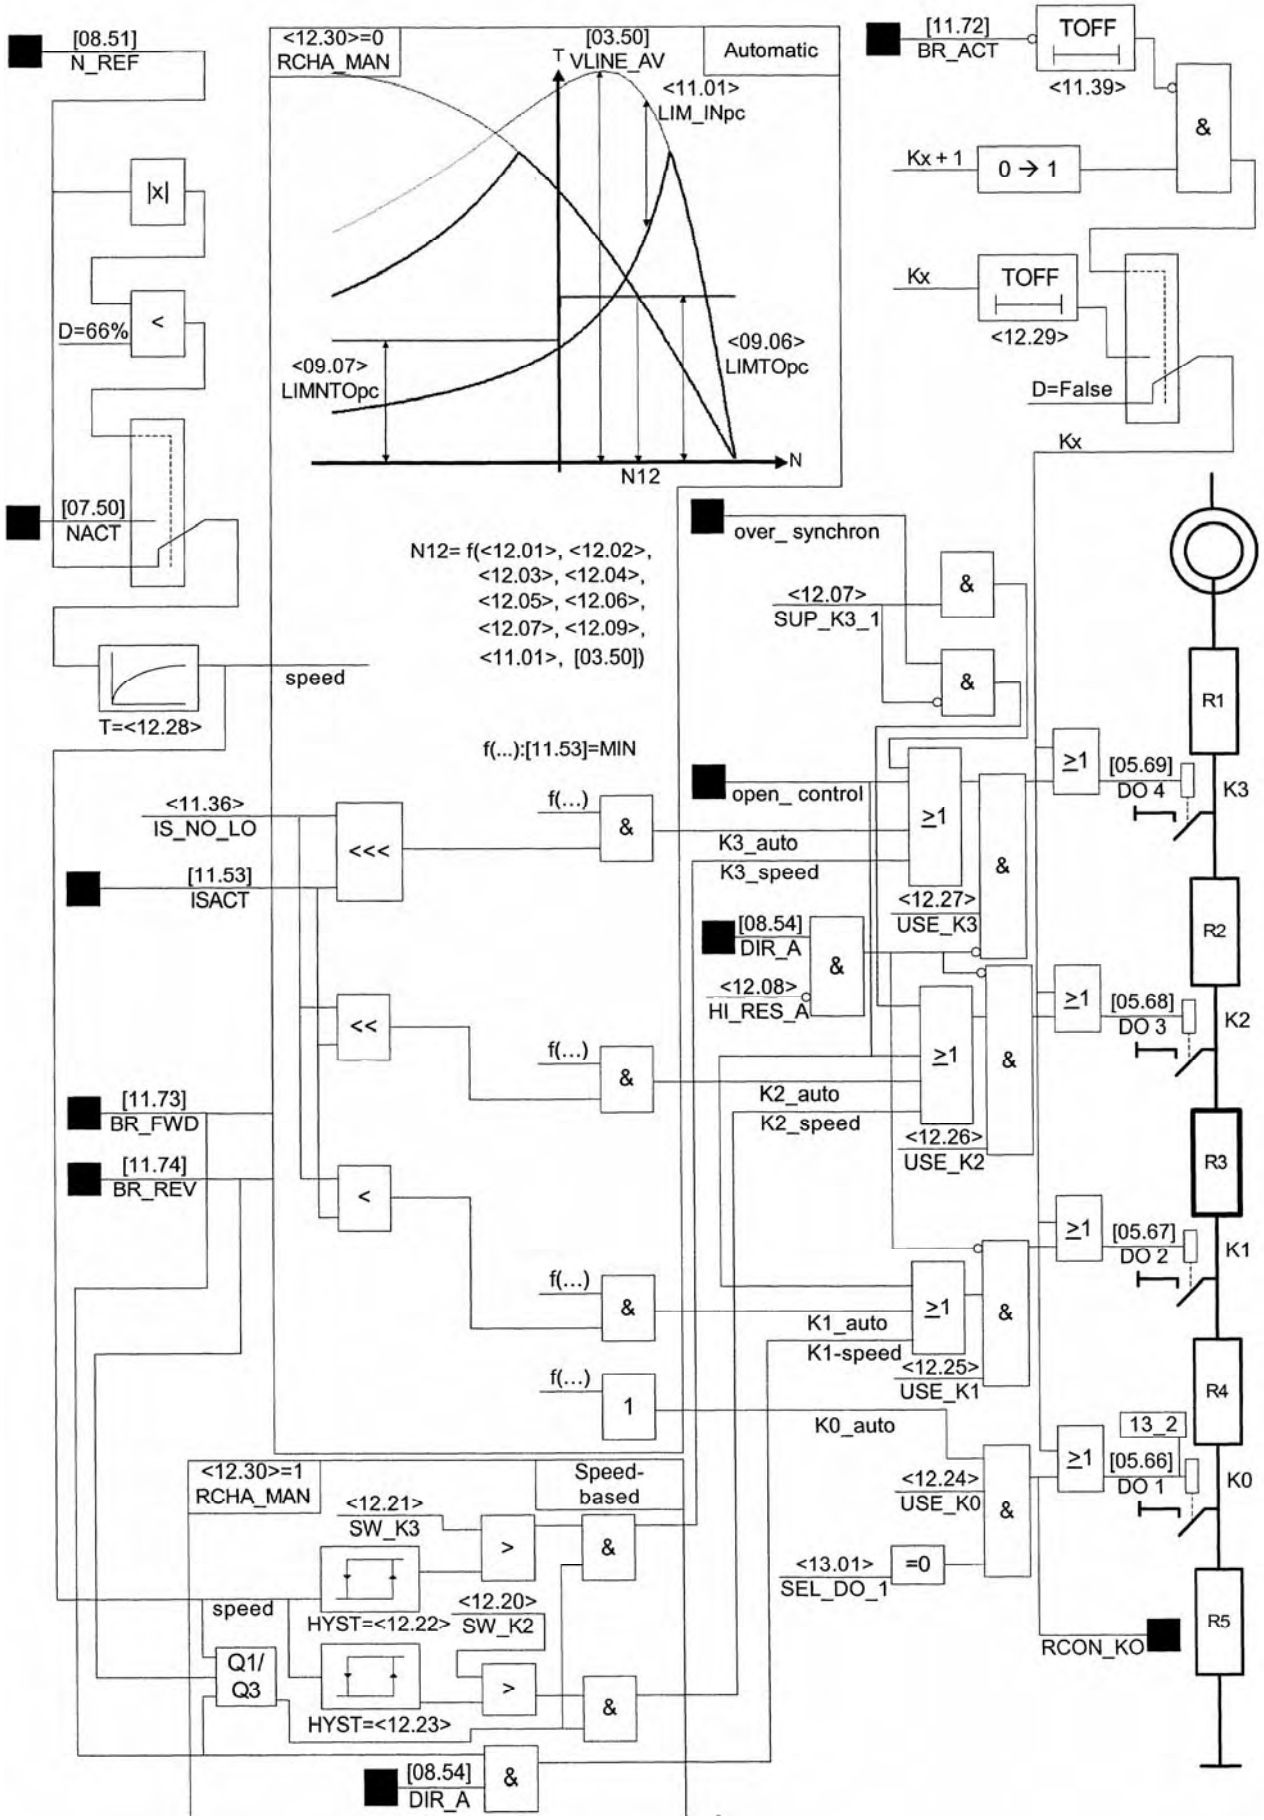 [08.51]
N_REF
<12.30>=0
RCHA_MAN
[03.50]
T VLINE_AV
Automatic
<11.01>
LIM_INpc
[11.72]
BR_ACT
TOFF
<11.39>
&
Kx + 1
0 → 1
|x|
Kx
TOFF
<12.29>
D=66%
<
<09.07>
LIMNTOpc
<09.06>
LIMTOpc
D=False
Kx
N
N12
[07.50]
NACT
over_ synchron
N12= f(<12.01>, <12.02>,
<12.03>, <12.04>,
<12.05>, <12.06>,
<12.07>, <12.09>,
<11.01>, [03.50])
<12.07>
SUP_K3_1
&
&
speed
T=<12.28>
R1
f(...):[11.53]=MIN
open_ control
≥1
[05.69]
DO 4
K3
<11.36>
IS_NO_LO
<<<
f(...)
&
K3_auto
K3_speed
≥1
&
[11.53]
ISACT
<12.27>
USE_K3
R2
[08.54]
DIR_A
&
<12.08>
HI_RES_A
<<
f(...)
&
K2_auto
K2_speed
≥1
&
≥1
[05.68]
DO 3
K2
[11.73]
BR_FWD
<12.26>
USE_K2
R3
[11.74]
BR_REV
<
≥1
[05.67]
DO 2
K1
f(...)
&
K1_auto
K1-speed
≥1
&
<12.25>
USE_K1
R4
f(...)
1
K0_auto
13_2
≥1
[05.66]
DO 1
K0
<12.30>=1
RCHA_MAN
Speed-
based
<12.24>
USE_K0
&
<12.21>
SW_K3
>
&
<13.01>
SEL_DO_1
=0
speed
HYST=<12.22>
<12.20>
SW_K2
RCON_KO
R5
Q1/
Q3
>
&
HYST=<12.23>
[08.54]
DIR_A
&